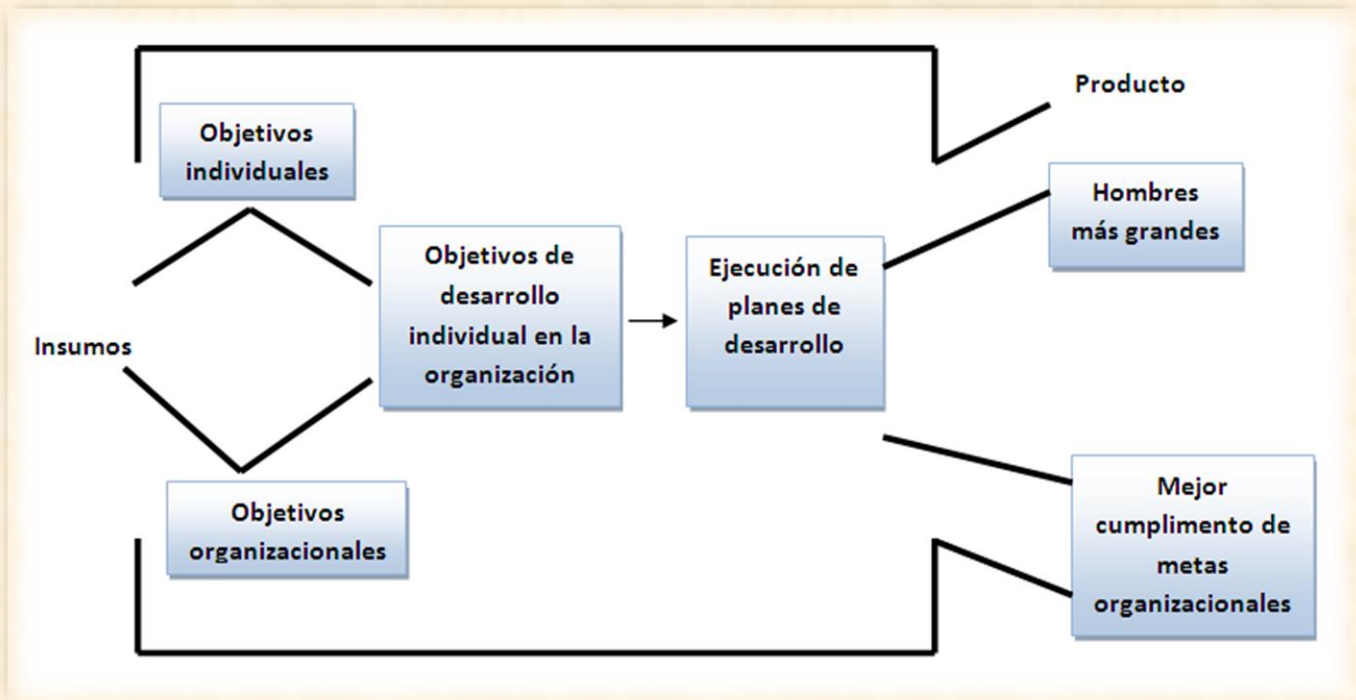 Insumos
Objetivos
individuales
Objetivos
organizacionales
Objetivos de
desarrollo
individual en la
organización
Ejecución de
planes de
desarrollo
Producto
Hombres
más grandes
Mejor
cumplimento de
metas
organizacionales